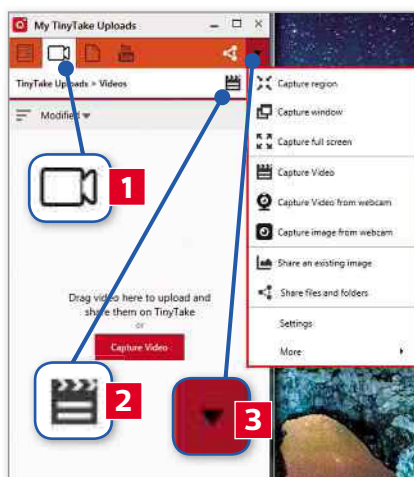 My TinyTake Uploads
TinyTake Uploads > Videos
Modified
1
Drag video here to upload and
share them on TinyTake
or
Capture Video
2
3
Capture region
Capture window
Capture full screen
Capture Video
Capture Video from webcam
Capture image from webcam
Share an existing image
Share files and folders
Settings
More